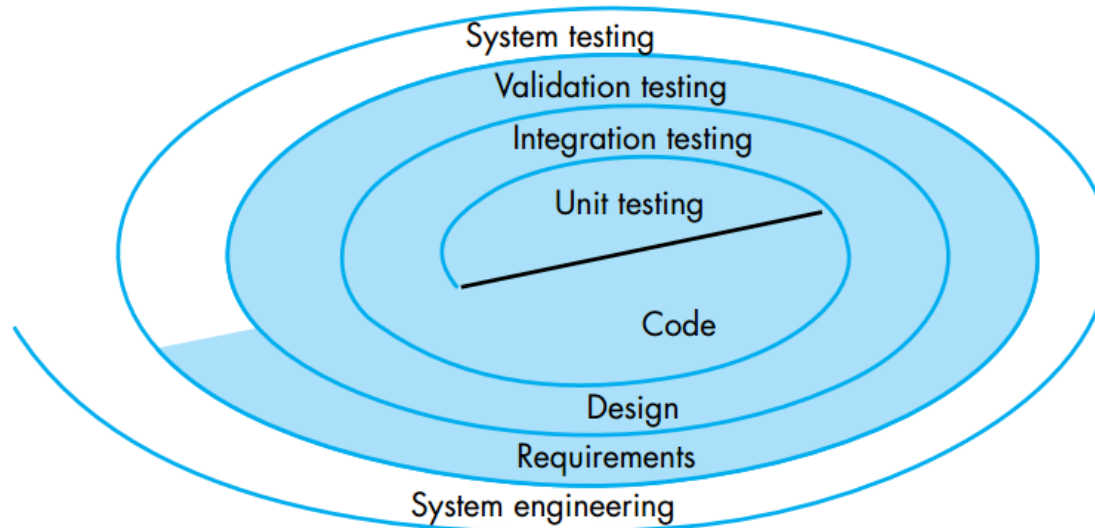 System testing
Validation testing
Integration testing
Unit testing
Code
Design
Requirements
System engineering